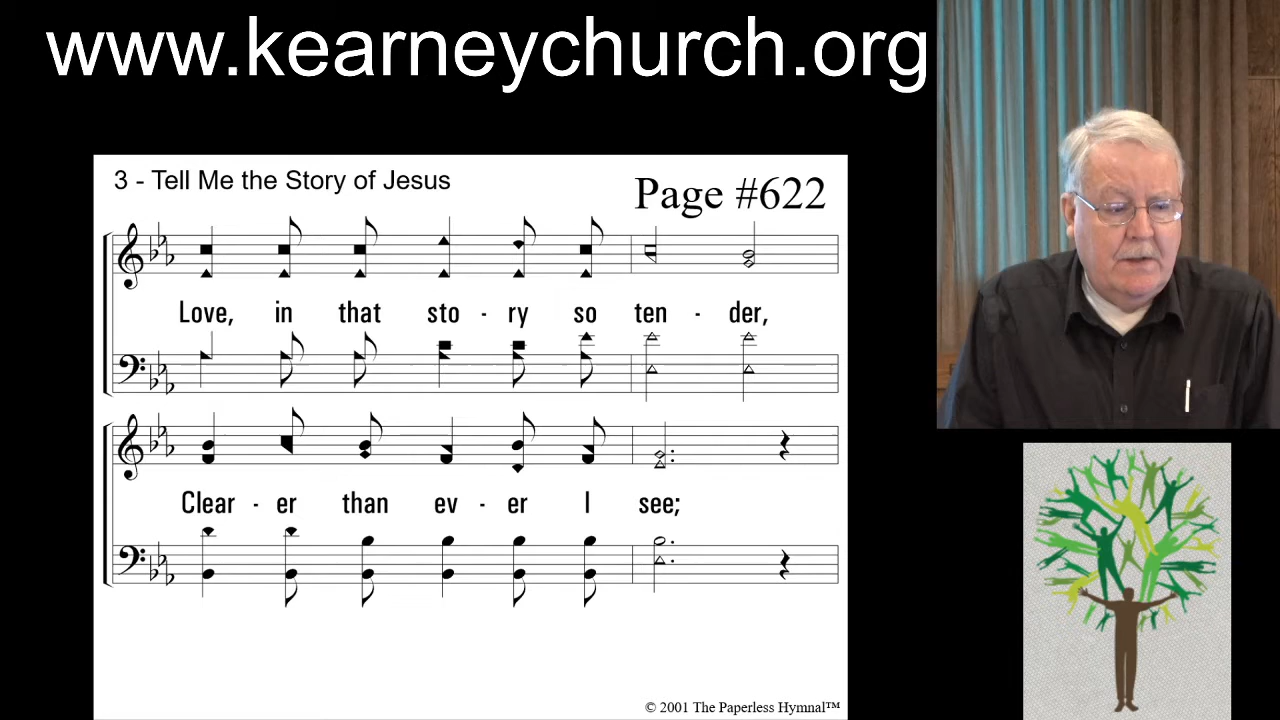 www.kearneychurch.org
3 - Tell Me the Story of Jesus
Page #622
Love, in that sto - ry so ten - der,
Clear - er than ev - er I see;
© 2001 The Paperless Hymnal™